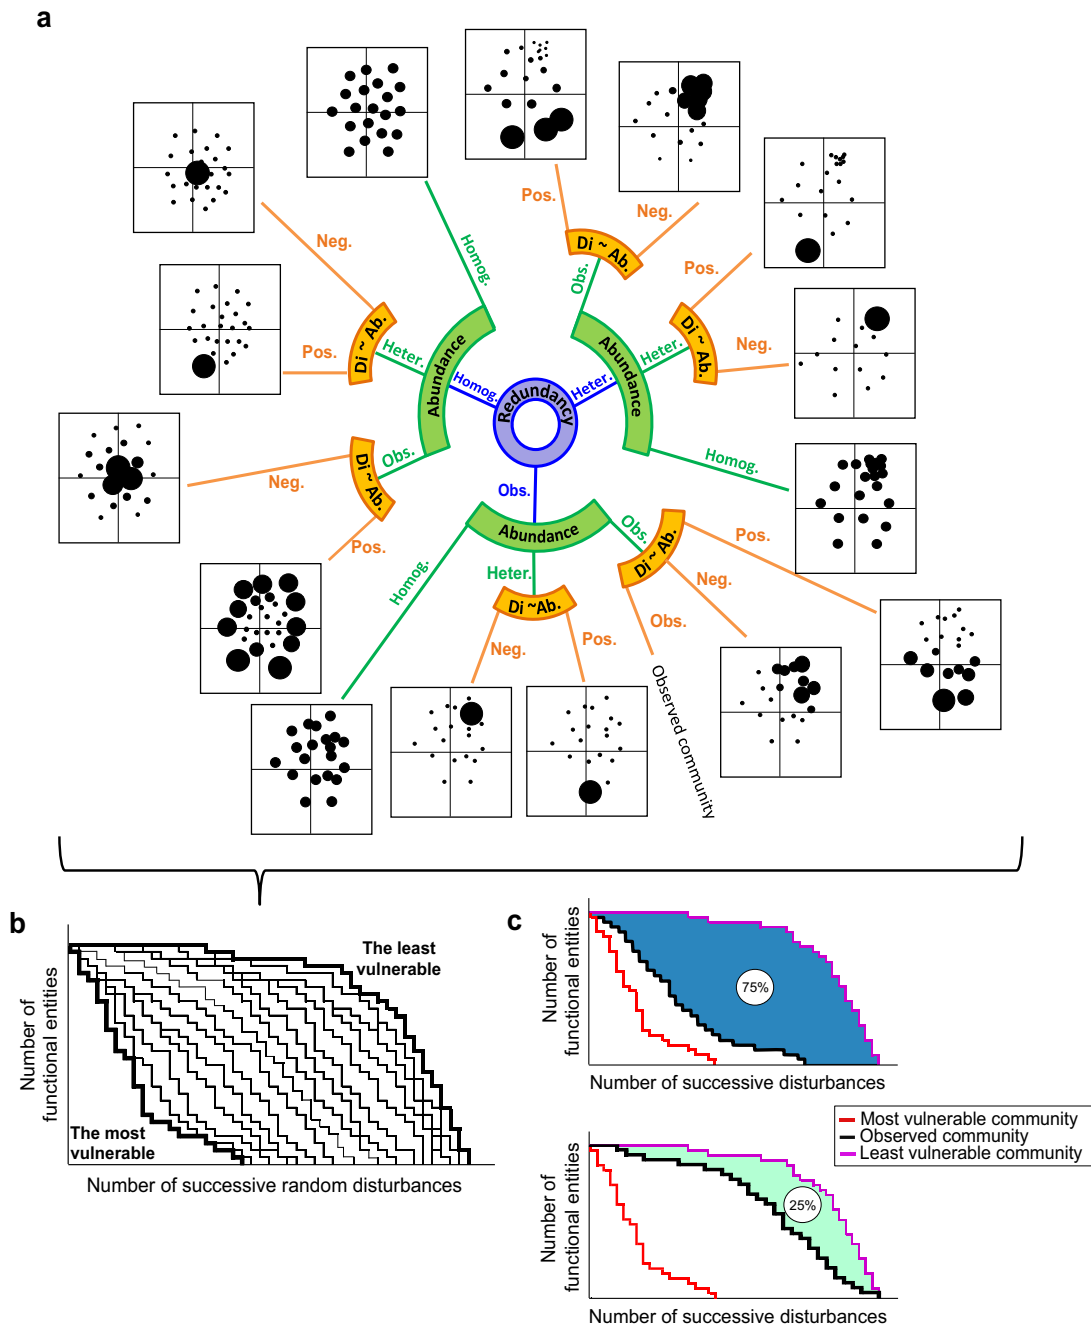 a
Pos.
Neg.
Pos.
Neg.
Di ~ Ab.
Obs.
Heter.
Di ~ Ab.
Abundance
Heter.
Homog.
Neg.
Homog.
Pos.
Di ~ Ab.
Heter.
Abundance
Homog.
Redundancy
Obs.
Di ~ Ab.
Neg.
Pos.
Obs.
Abundance
Homog.
Heter.
Di ~Ab.
Neg.
Pos.
Obs.
Di ~ Ab.
Pos.
Neg.
Obs.
Observed community
b
Number of
functional entities
The least
vulnerable
The most
vulnerable
Number of successive random disturbances
c
Number of
functional entities
75%
Number of successive disturbances
Most vulnerable community
Observed community
Least vulnerable community
Number of
functional entities
25%
Number of successive disturbances